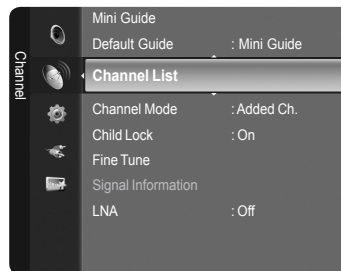 Channel
Mini Guide
Default Guide : Mini Guide
Channel List
Channel Mode : Added Ch.
Child Lock : On
Fine Tune
Signal Information
LNA : Off